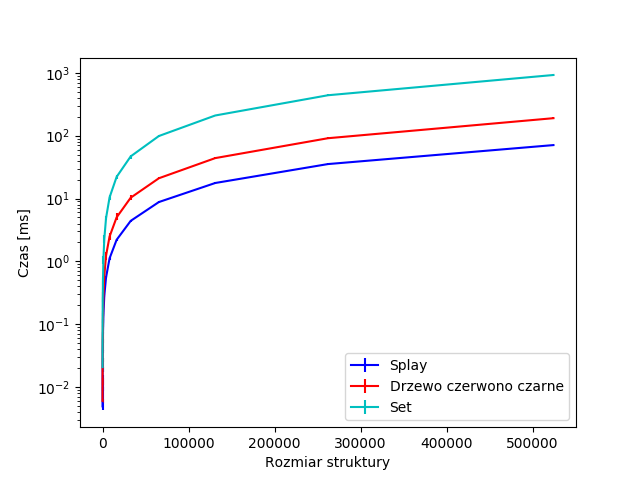 10³
10²
10¹
10⁰
10⁻¹
10⁻²
Czas [ms]
Splay
Drzewo czerwono czarne
Set
0 100000 200000 300000 400000 500000
Rozmiar struktury